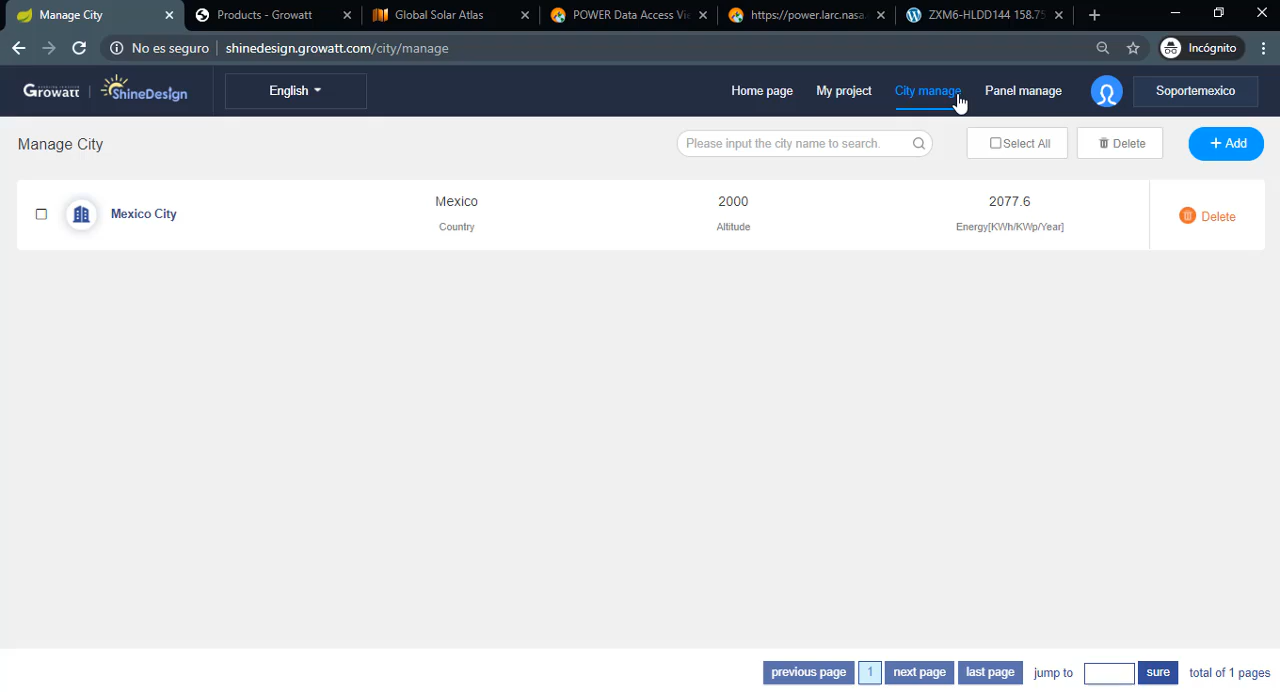 Manage City
Products - Growatt
Global Solar Atlas
POWER Data Access Vie
https://power.larc.nasa.
ZXM6-HLDD144 158.75
No es seguro
shinedesign.growatt.com/city/manage
Incógnito
Growatt
ShineDesign
English
Home page
My project
City manage
Panel manage
Soportemexico
Manage City
Please input the city name to search.
Select All
Delete
+ Add
Mexico City
Mexico
Country
2000
Altitude
2077.6
Energy[KWh/KWp/Year]
Delete
previous page
1
next page
last page
jump to
sure
total of 1 pages